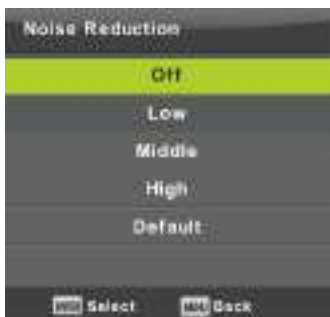 Noise Reduction
Off
Low
Middle
High
Default
Select Back